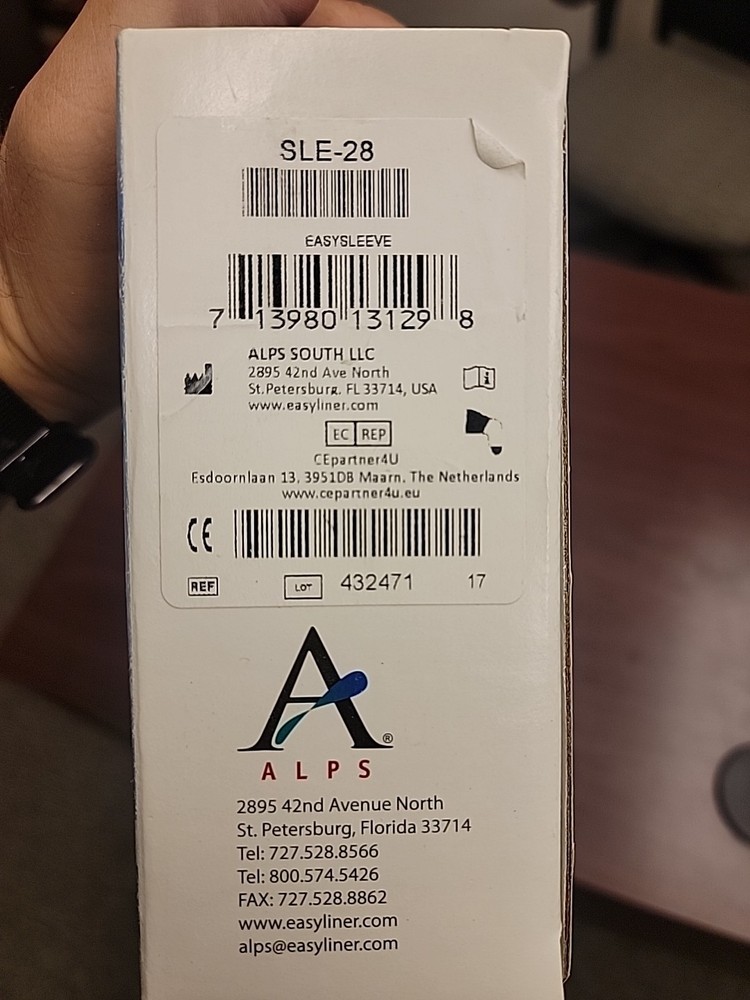 SLE-28
EASYSLEEVE
7 13980 13129 8
ALPS SOUTH LLC
2895 42nd Ave North
St.Petersburg, FL 33714, USA
www.easyliner.com
EC REP
CEpartner4U
Esdoornlaan 13, 3951DB Maarn. The Netherlands
www.cepartner4u.eu
CE
REF LOT 432471 17
A®
ALPS
2895 42nd Avenue North
St. Petersburg, Florida 33714
Tel: 727.528.8566
Tel: 800.574.5426
FAX: 727.528.8862
www.easyliner.com
alps@easyliner.com